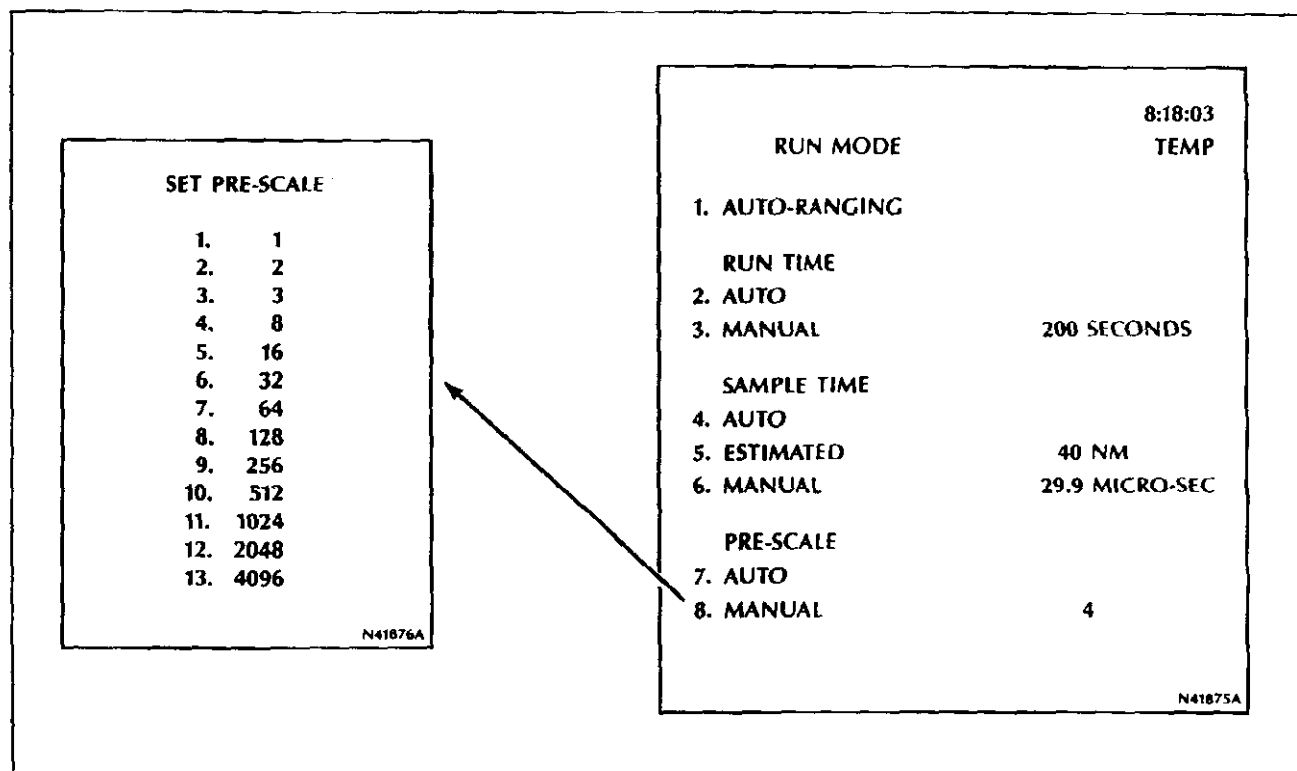 SET PRE-SCALE
1. 1
2. 2
3. 3
4. 8
5. 16
6. 32
7. 64
8. 128
9. 256
10. 512
11. 1024
12. 2048
13. 4096
N41876A
8:18:03
RUN MODE TEMP
1. AUTO-RANGING
RUN TIME
2. AUTO
3. MANUAL 200 SECONDS
SAMPLE TIME
4. AUTO
5. ESTIMATED 40 NM
6. MANUAL 29.9 MICRO-SEC
PRE-SCALE
7. AUTO
8. MANUAL 4
N41875A